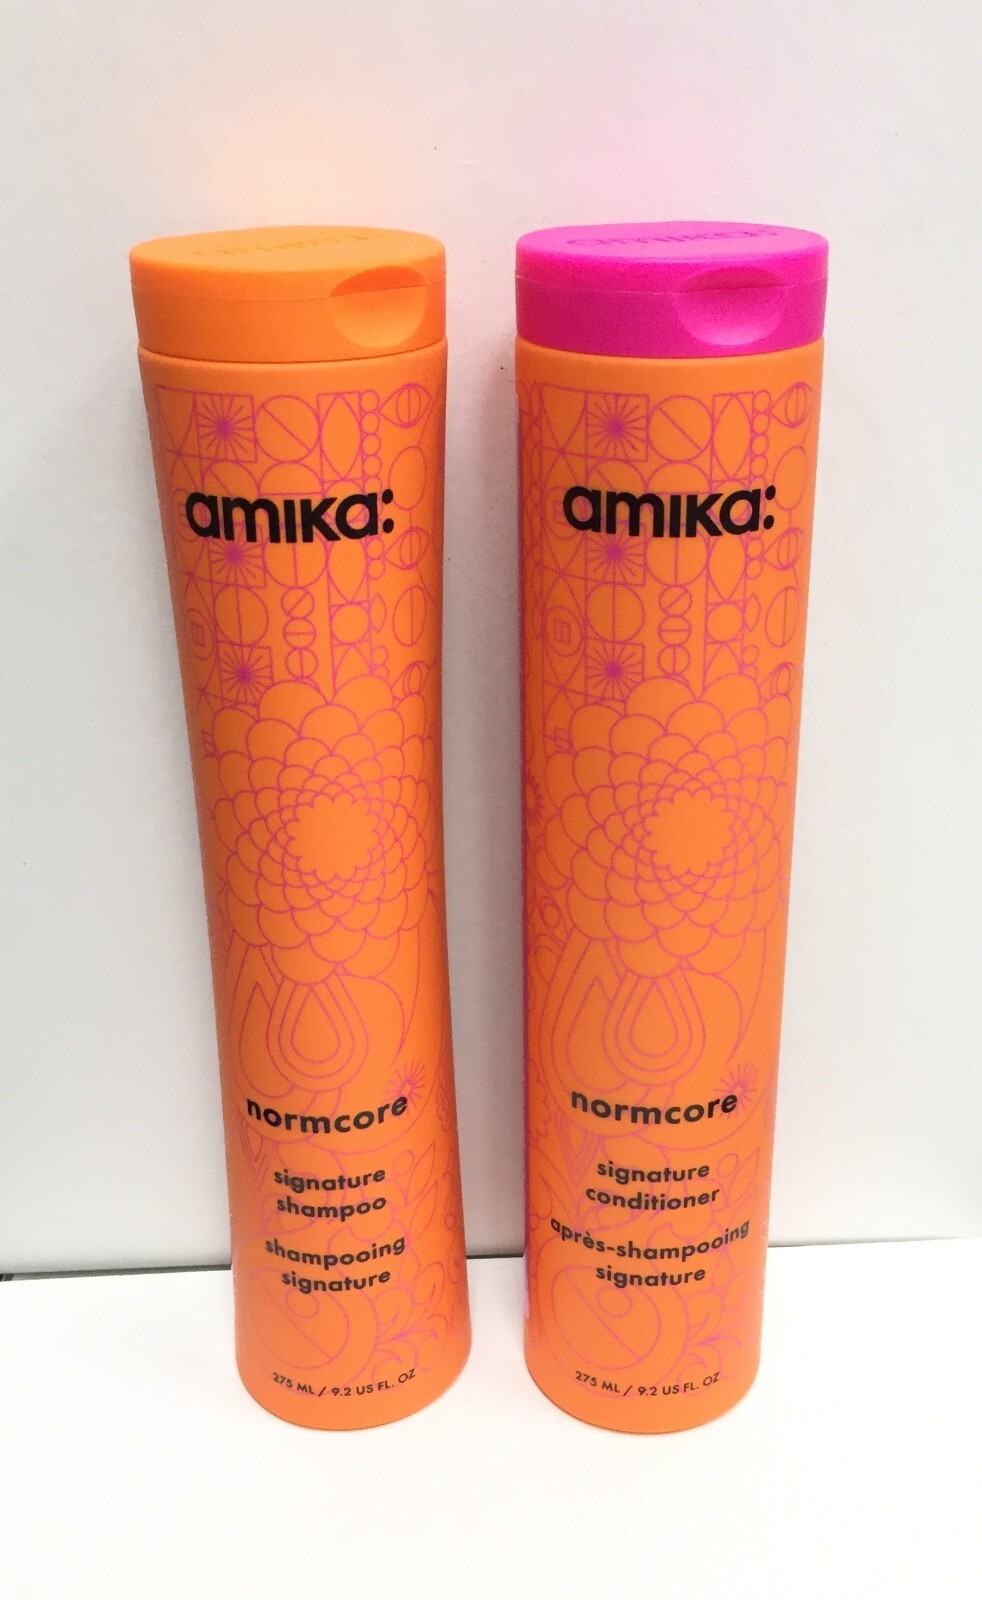 amika:
normcore
signature
shampoo
shampooing
signature
275 ML / 9.2 US FL. OZ
amika:
amika:
normcore
signature
conditioner
après-shampooing
signature
275 ML / 9.2 US FL. OZ